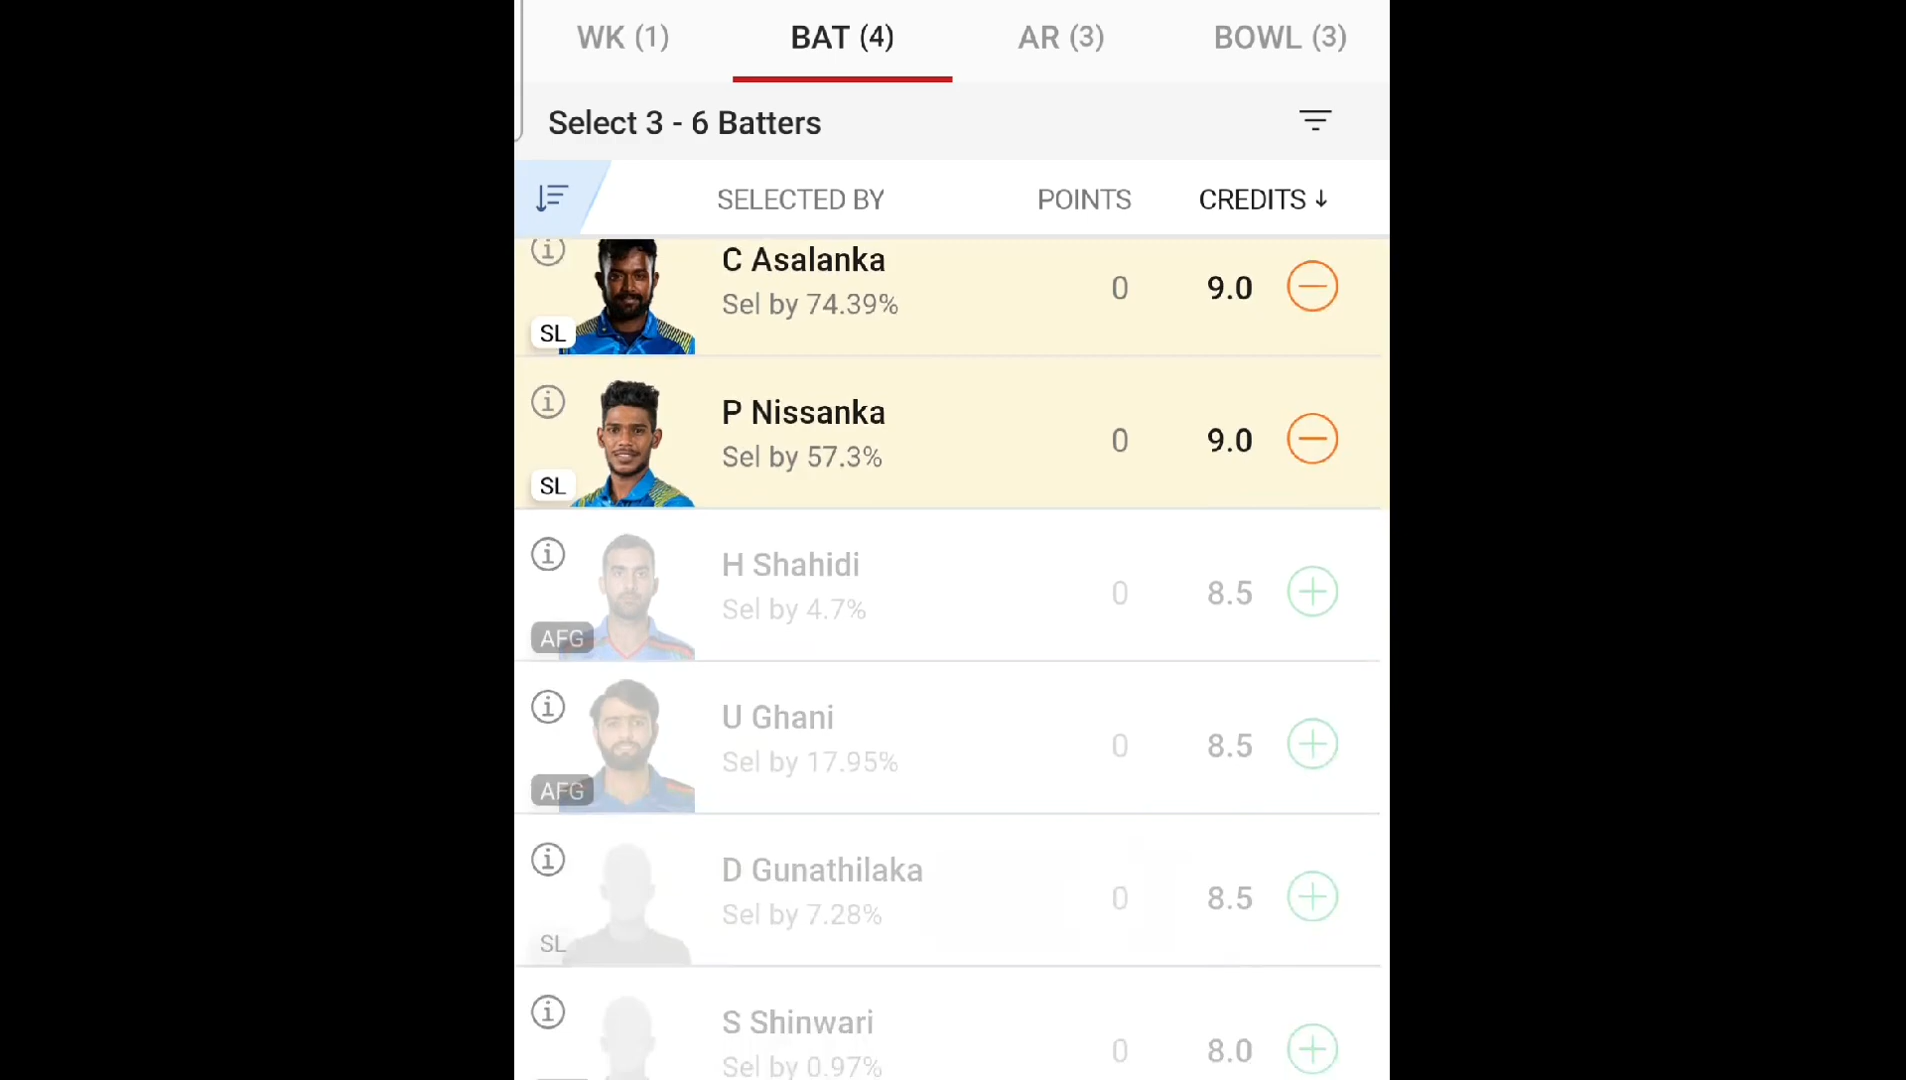 WK (1) BAT (4) AR (3) BOWL (3)
Select 3 - 6 Batters
SELECTED BY POINTS CREDITS ↓
C Asalanka
Sel by 74.39%
0 9.0
SL
P Nissanka
Sel by 57.3%
0 9.0
SL
H Shahidi
Sel by 4.7%
0 8.5
AFG
U Ghani
Sel by 17.95%
0 8.5
AFG
D Gunathilaka
Sel by 7.28%
0 8.5
SL
S Shinwari
Sel by 0.97%
0 8.0